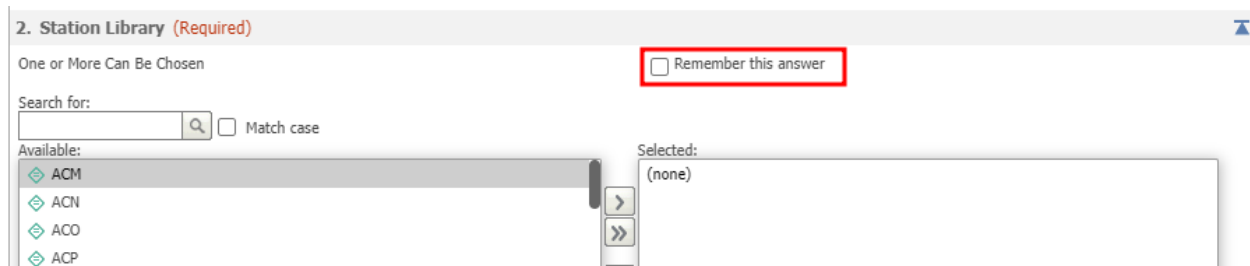 2. Station Library (Required)
One or More Can Be Chosen
Remember this answer
Search for:
Match case
Available:
Selected:
ACM
(none)
ACN
ACO
ACP